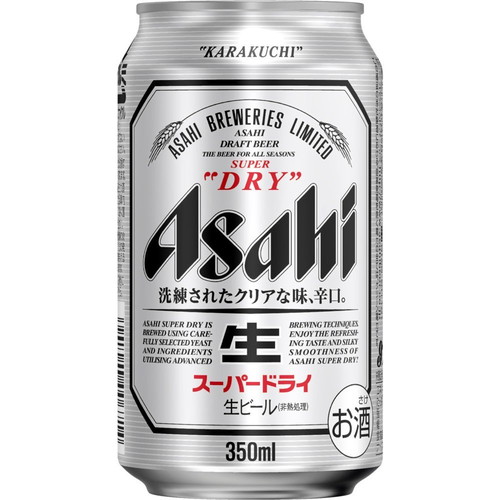 "KARAKUCHI"
ASAHI BREWERIES LIMITED
ASAHI
DRAFT BEER
THE BEER FOR ALL SEASONS
SUPER
"DRY"
Asahi
洗練されたクリアな味、辛口。
ASAHI SUPER DRY IS
BREWED USING CARE-
FULLY SELECTED YEAST
AND INGREDIENTS
UTILISING ADVANCED
生
BREWING TECHNIQUES.
ENJOY THE REFRESH-
ING TASTE AND SILKY
SMOOTHNESS OF
ASAHI SUPER DRY!
スーパードライ
生ビール(非熱処理)
さけ
お酒
350ml